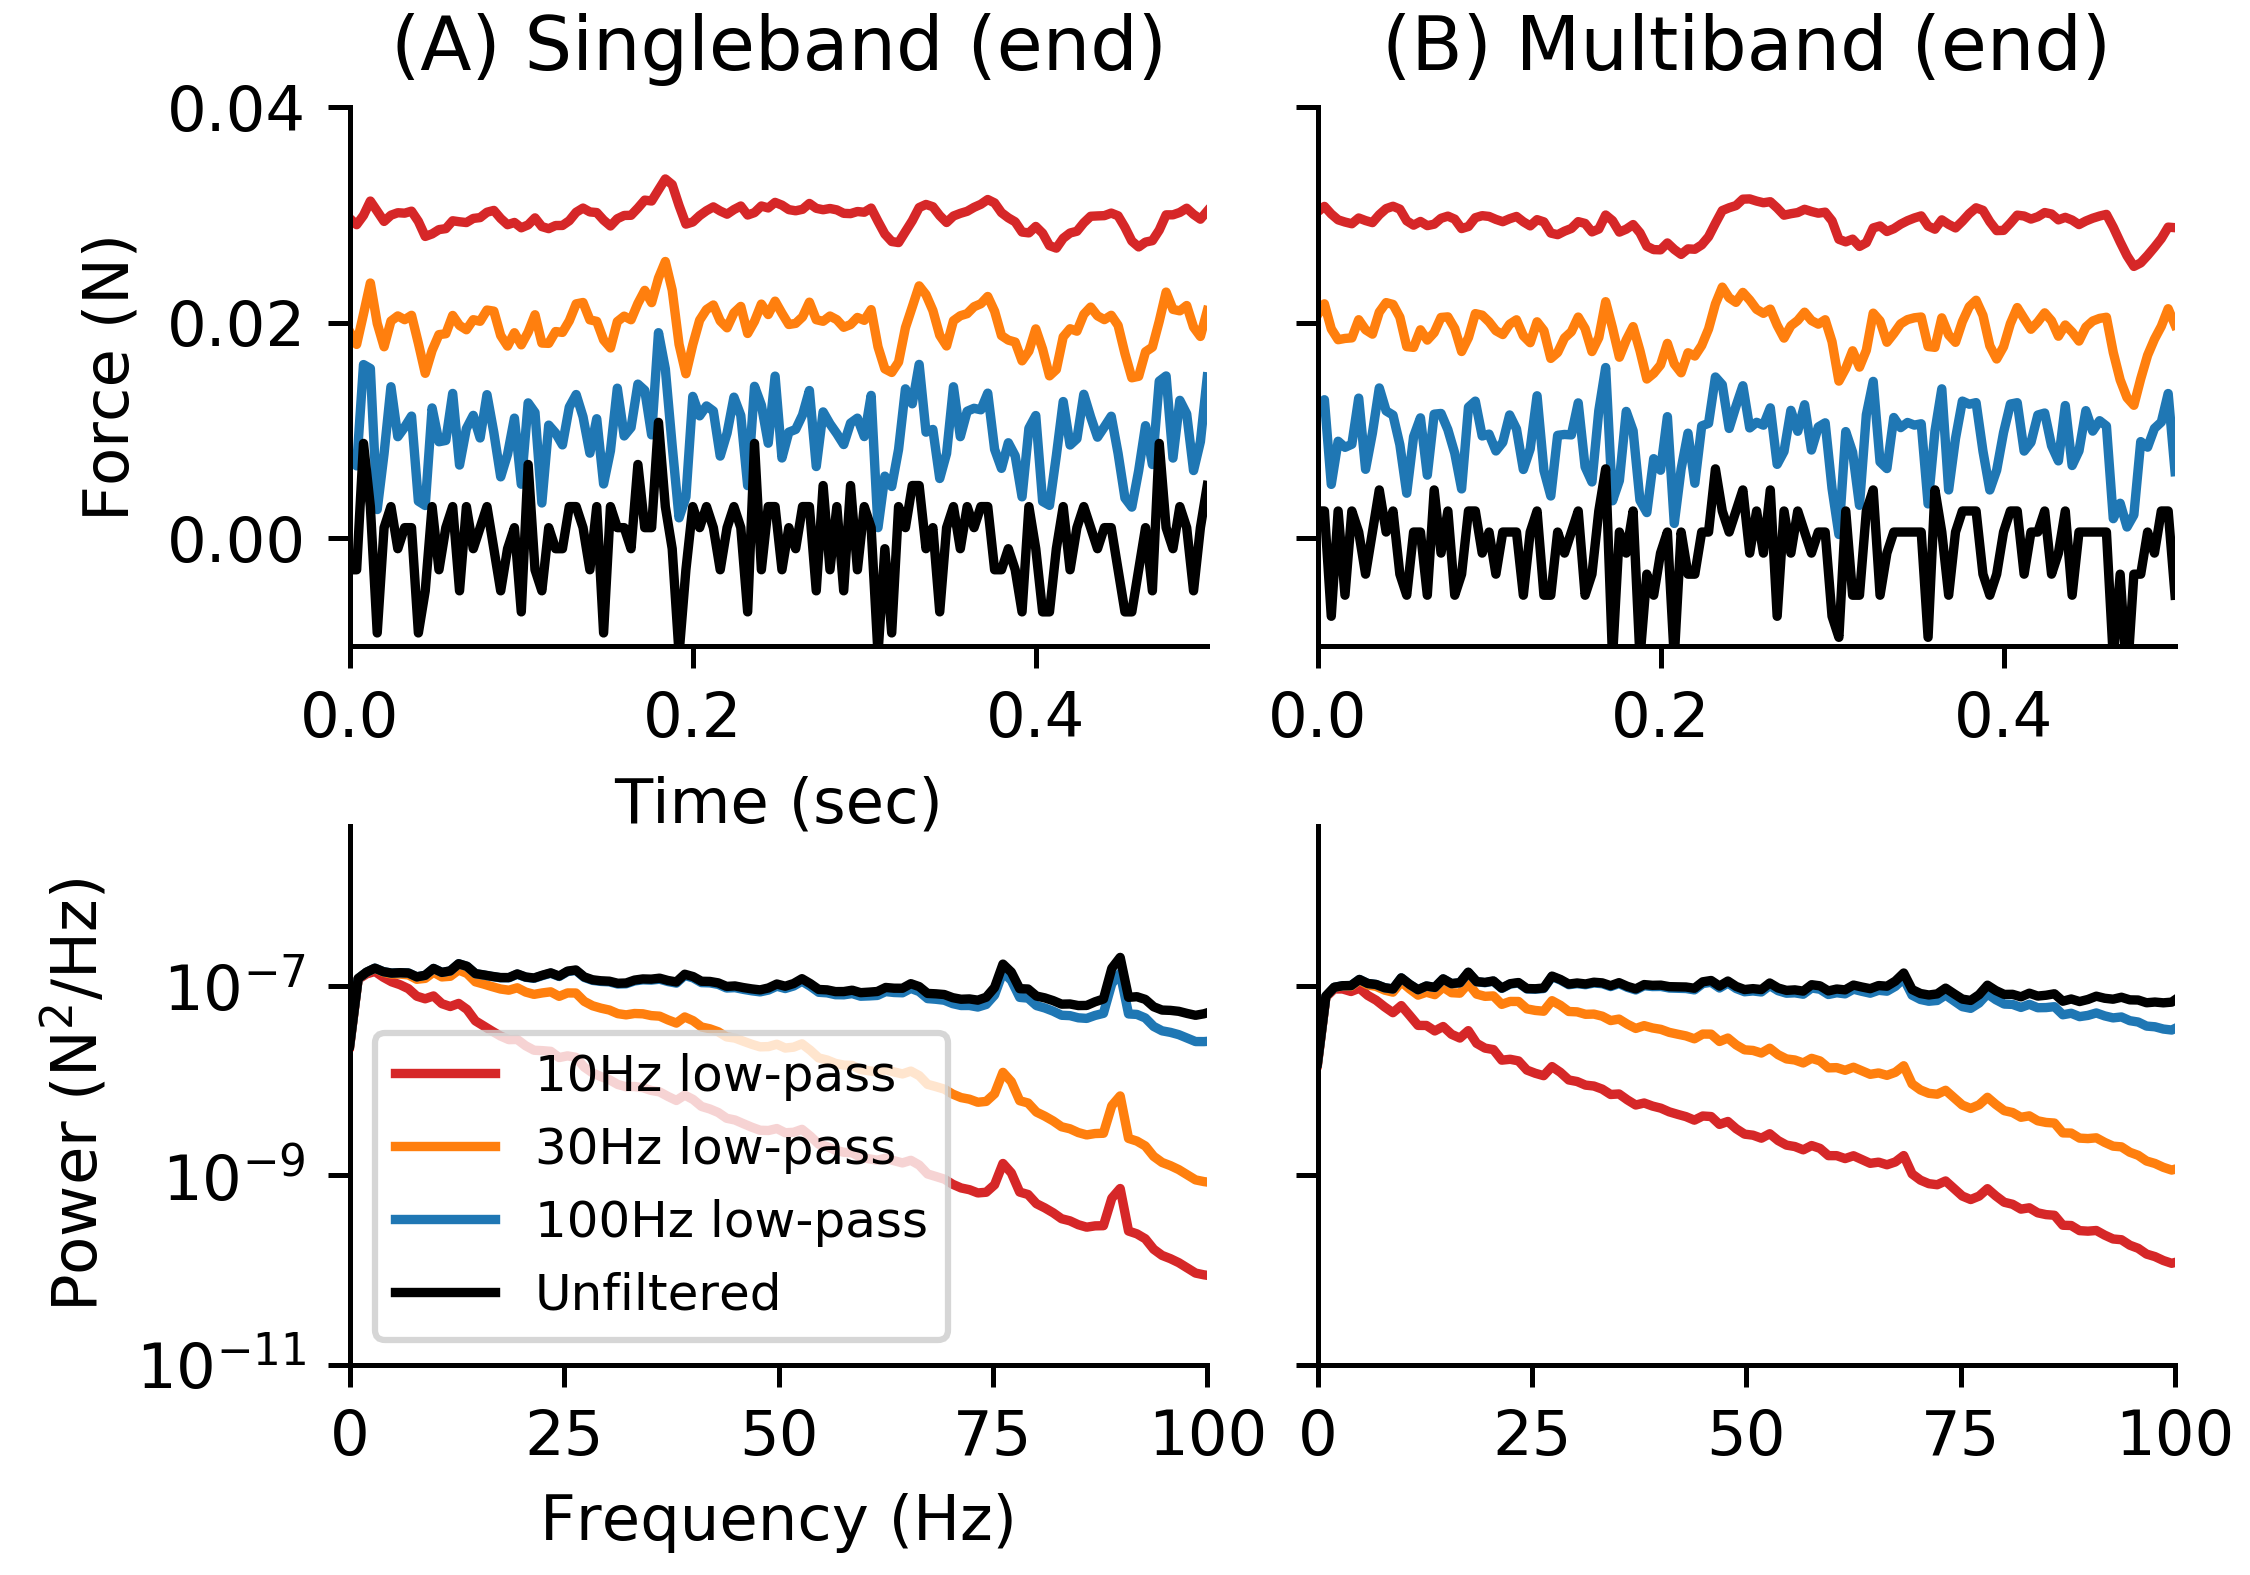 (A) Singleband (end)
(B) Multiband (end)
Force (N)
0.04
0.02
0.00
0.0 0.2 0.4
0.0 0.2 0.4
Time (sec)
Power (N²/Hz)
10⁻⁷
10⁻⁹
10⁻¹¹
10Hz low-pass
30Hz low-pass
100Hz low-pass
Unfiltered
0 25 50 75 100
0 25 50 75 100
Frequency (Hz)